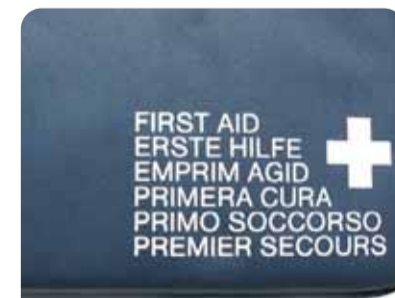 FIRST AID
ERSTE HILFE
EMPRIM AGID
PRIMERA CURA
PRIMO SOCCORSO
PREMIER SECOURS